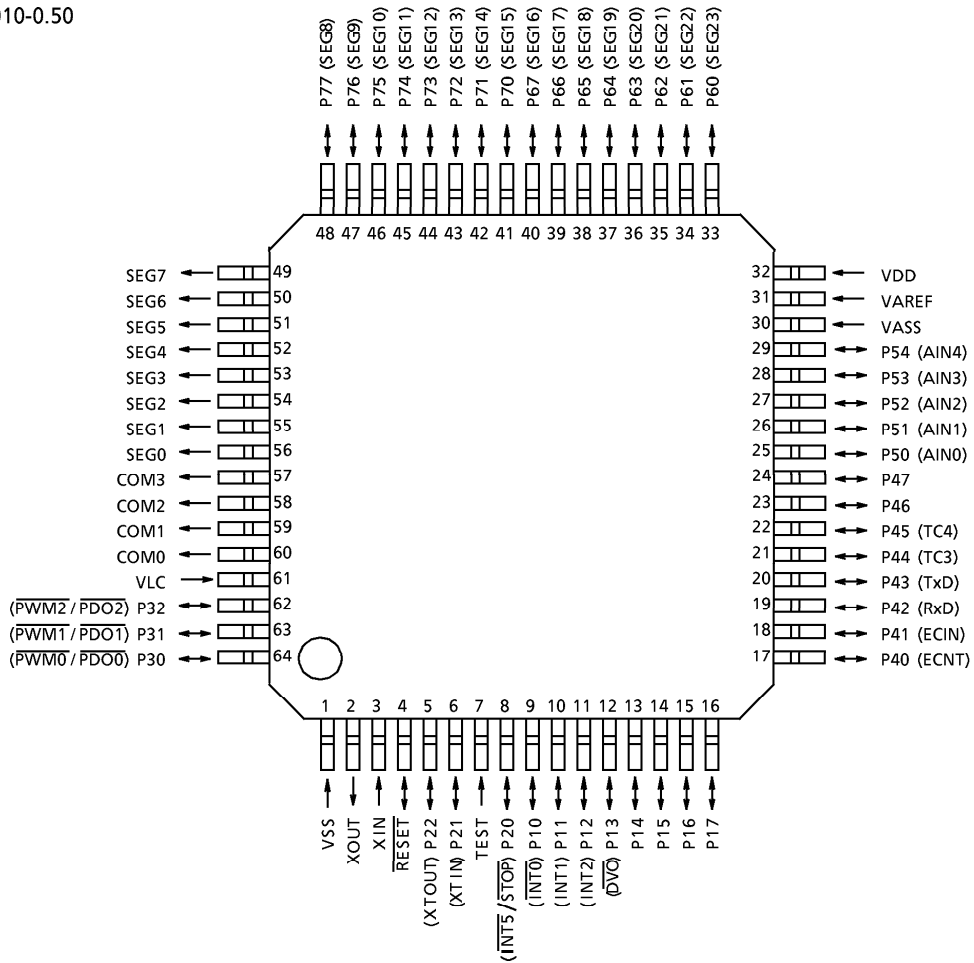 010-0.50
P77 (SEG8)
P76 (SEG9)
P75 (SEG10)
P74 (SEG11)
P73 (SEG12)
P72 (SEG13)
P71 (SEG14)
P70 (SEG15)
P67 (SEG16)
P66 (SEG17)
P65 (SEG18)
P64 (SEG19)
P63 (SEG20)
P62 (SEG21)
P61 (SEG22)
P60 (SEG23)
48 47 46 45 44 43 42 41 40 39 38 37 36 35 34 33
SEG7 49
SEG6 50
SEG5 51
SEG4 52
SEG3 53
SEG2 54
SEG1 55
SEG0 56
COM3 57
COM2 58
COM1 59
COM0 60
VLC 61
(PWM2/PDO2) P32 62
(PWM1/PDO1) P31 63
(PWM0/PDO0) P30 64
32 VDD
31 VAREF
30 VASS
29 P54 (AIN4)
28 P53 (AIN3)
27 P52 (AIN2)
26 P51 (AIN1)
25 P50 (AIN0)
24 P47
23 P46
22 P45 (TC4)
21 P44 (TC3)
20 P43 (TxD)
19 P42 (RxD)
18 P41 (ECIN)
17 P40 (ECNT)
1 2 3 4 5 6 7 8 9 10 11 12 13 14 15 16
VSS
XOUT
XIN
RESET
(XTOUT) P22
(XTIN) P21
TEST
(INT5/STOP) P20
(INT0) P10
(INT1) P11
(INT2) P12
(DVO) P13
P14
P15
P16
P17